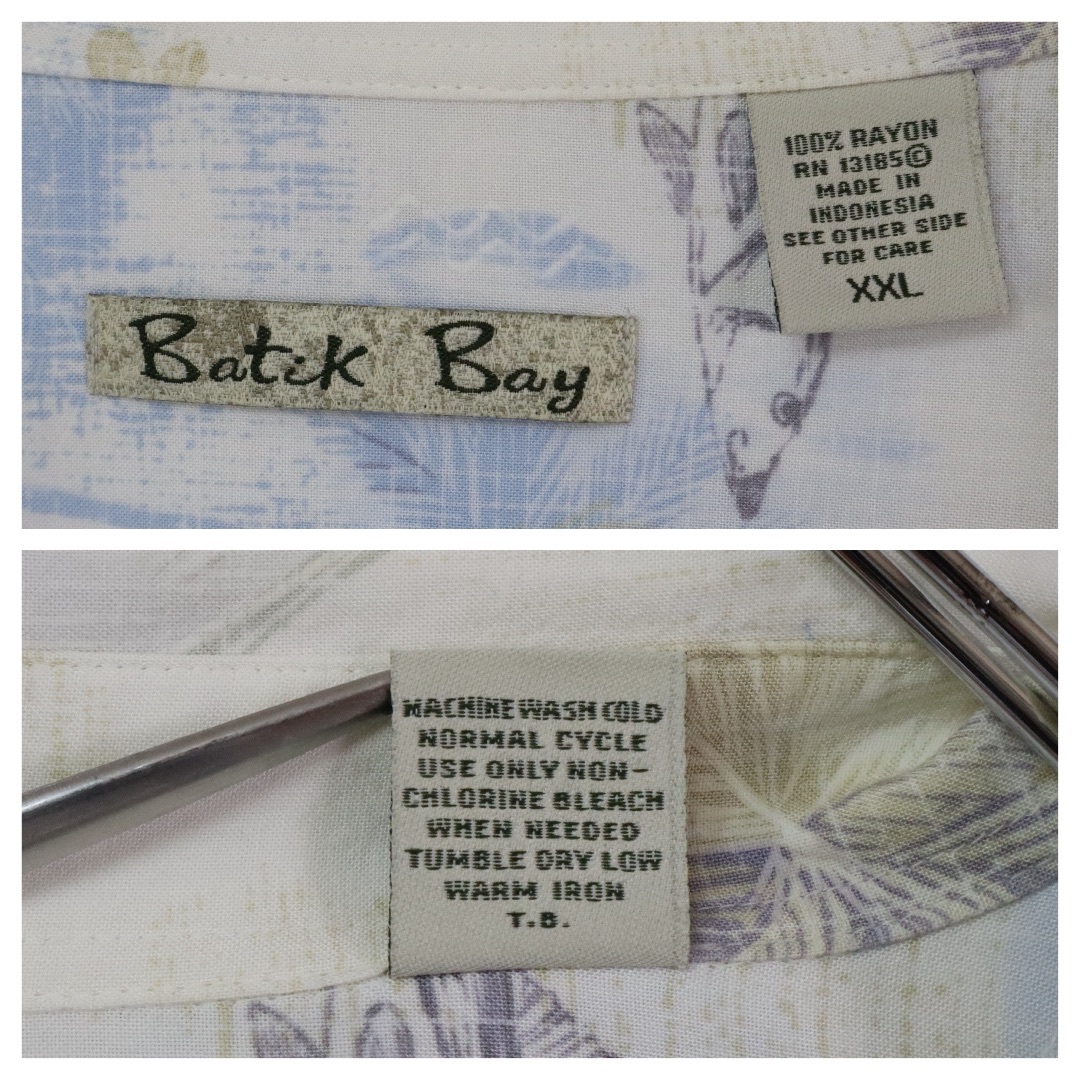 Batik Bay
100% RAYON
RN 13185©
MADE IN
INDONESIA
SEE OTHER SIDE
FOR CARE
XXL
MACHINE WASH COLD
NORMAL CYCLE
USE ONLY NON-
CHLORINE BLEACH
WHEN NEEDED
TUMBLE DRY LOW
WARM IRON
T.B.